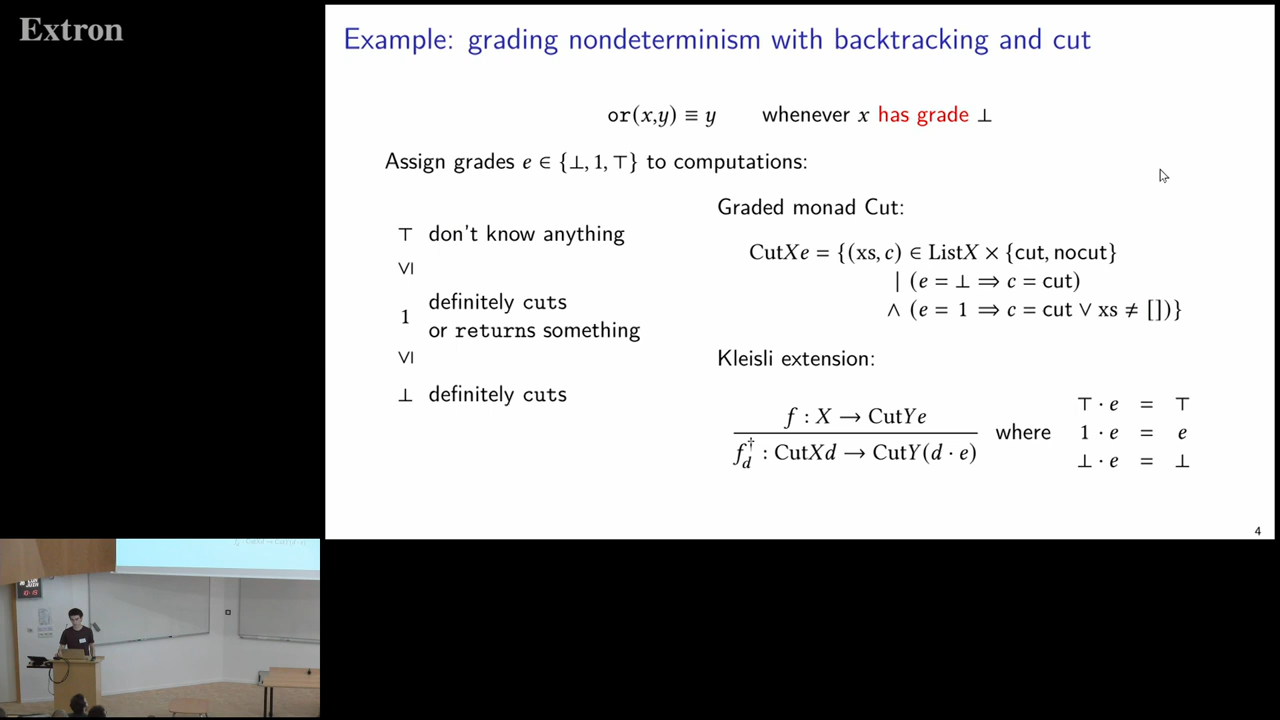 Extron
Example: grading nondeterminism with backtracking and cut
or(x,y) ≡ y whenever x has grade ⊥
Assign grades e ∈ {⊥, 1, ⊤} to computations:
⊤ don't know anything
VI
1 definitely cuts
or returns something
VI
⊥ definitely cuts
Graded monad Cut:
CutXe = {(xs, c) ∈ ListX × {cut, nocut}
| (e = ⊥ ⇒ c = cut)
∧ (e = 1 ⇒ c = cut ∨ xs ≠ [])}
Kleisli extension:
f : X → CutYe
f†d : CutXd → CutY(d · e)
where
⊤ · e = ⊤
1 · e = e
⊥ · e = ⊥
4